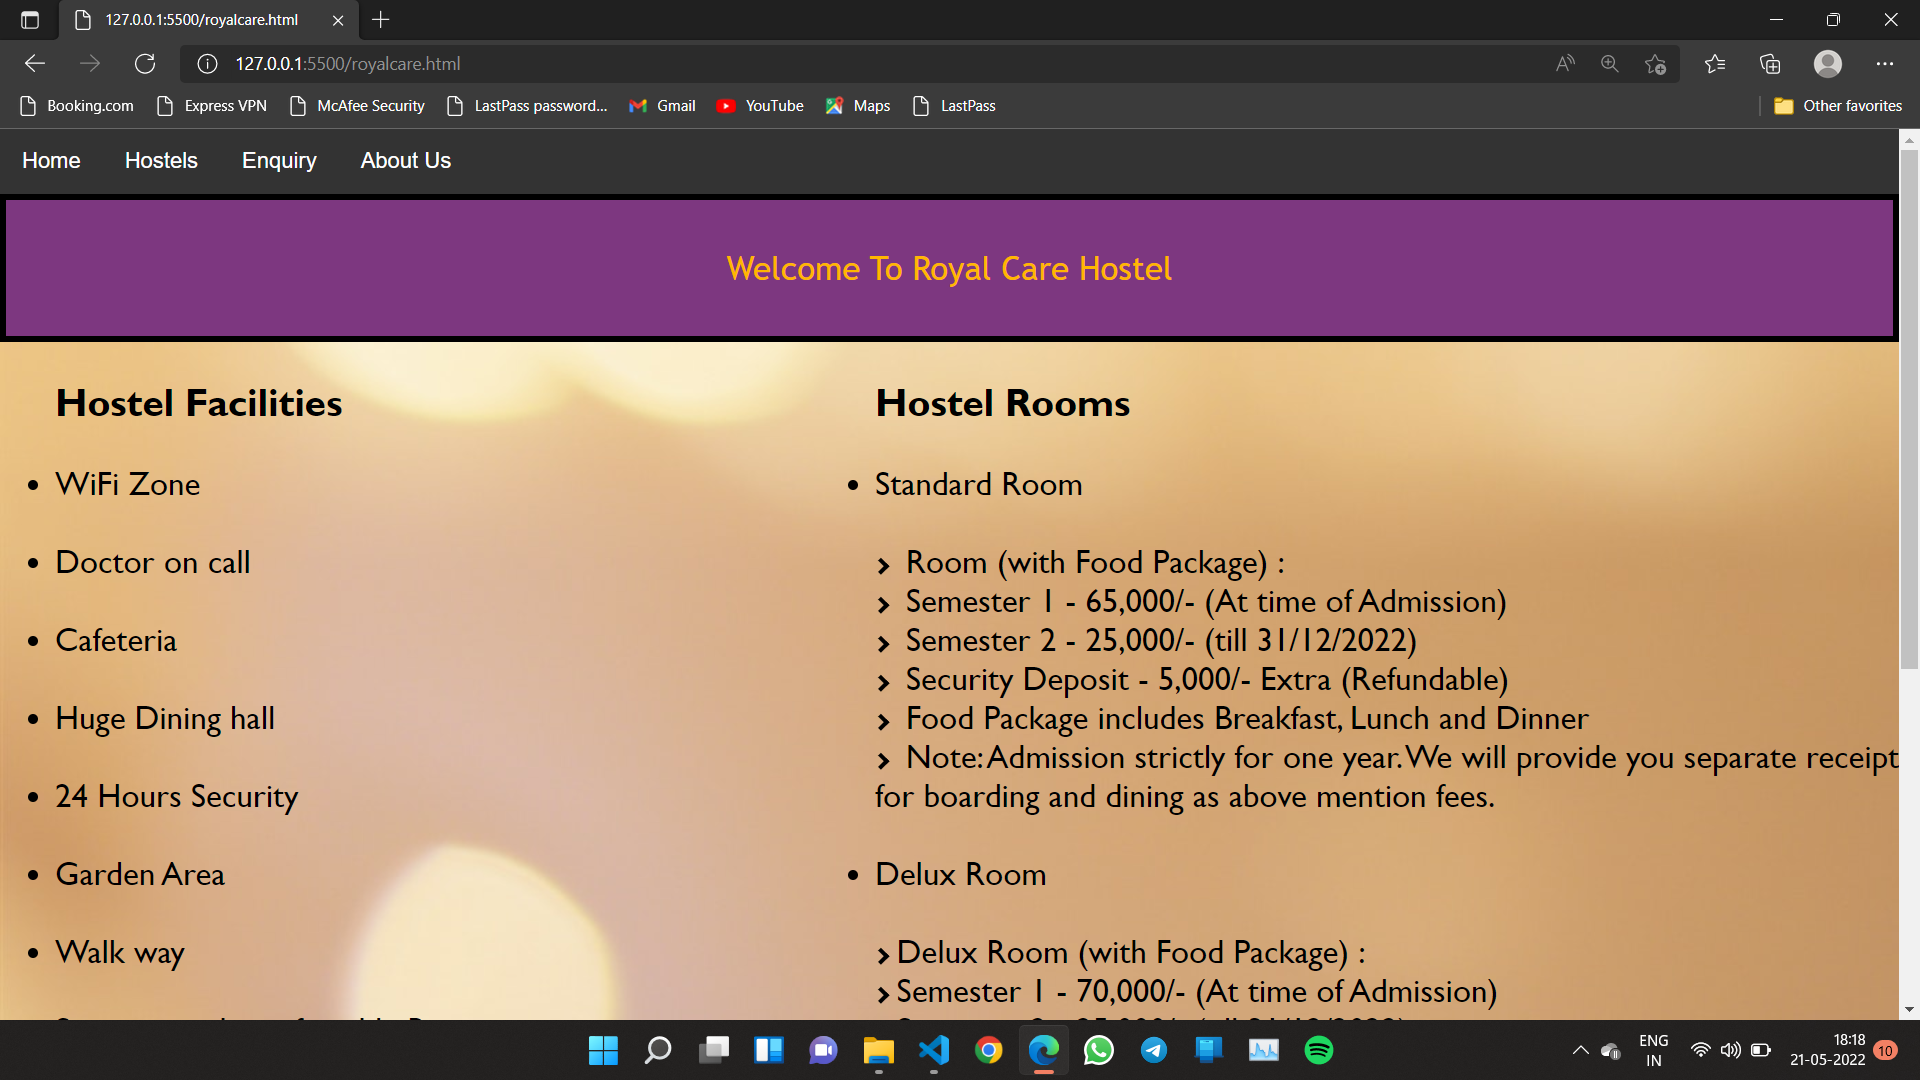 127.0.0.1:5500/royalcare.html
127.0.0.1:5500/royalcare.html
Booking.com Express VPN McAfee Security LastPass password... Gmail YouTube Maps LastPass Other favorites
Home Hostels Enquiry About Us
Welcome To Royal Care Hostel
Hostel Facilities
• WiFi Zone
• Doctor on call
• Cafeteria
• Huge Dining hall
• 24 Hours Security
• Garden Area
• Walk way
Hostel Rooms
• Standard Room
Room (with Food Package) :
Semester 1 - 65,000/- (At time of Admission)
Semester 2 - 25,000/- (till 31/12/2022)
Security Deposit - 5,000/- Extra (Refundable)
Food Package includes Breakfast, Lunch and Dinner
Note: Admission strictly for one year. We will provide you separate receipt
for boarding and dining as above mention fees.
• Delux Room
Delux Room (with Food Package) :
Semester 1 - 70,000/- (At time of Admission)
ENG
IN
18:18
21-05-2022
10